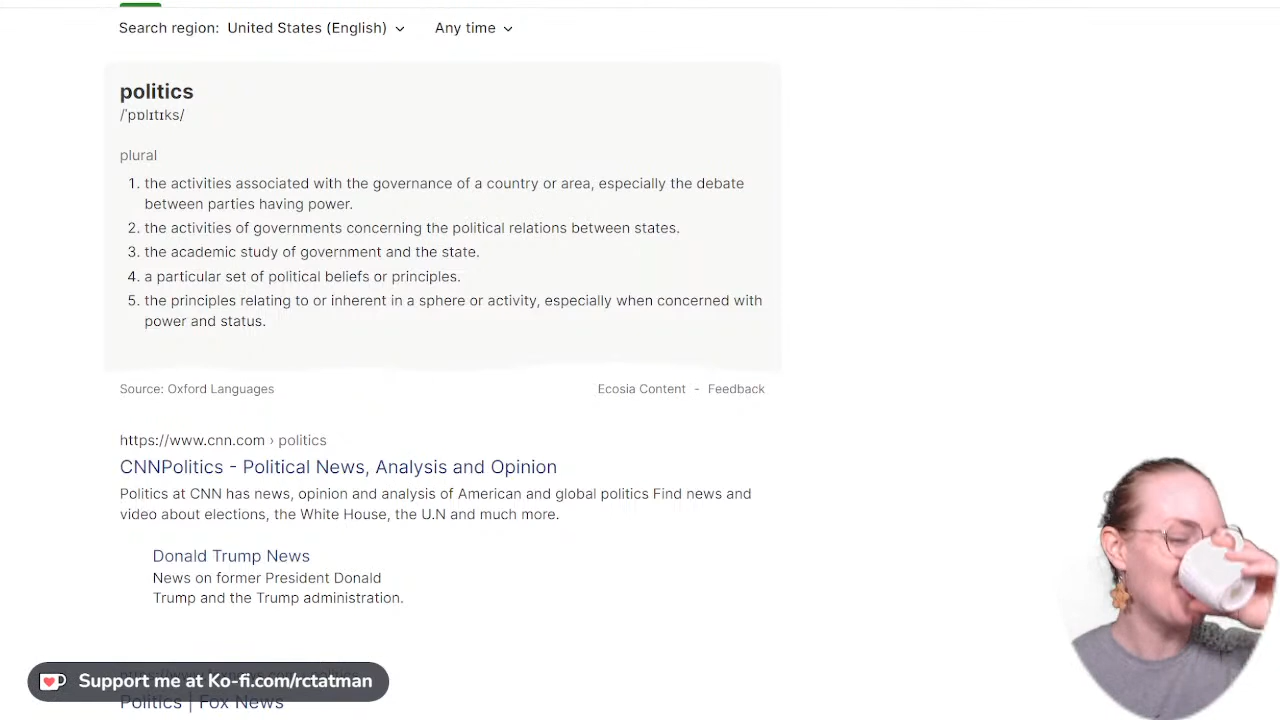 Search region: United States (English) Any time
politics
/ˈpɒlɪtɪks/
plural
1. the activities associated with the governance of a country or area, especially the debate
between parties having power.
2. the activities of governments concerning the political relations between states.
3. the academic study of government and the state.
4. a particular set of political beliefs or principles.
5. the principles relating to or inherent in a sphere or activity, especially when concerned with
power and status.
Source: Oxford Languages Ecosia Content - Feedback
https://www.cnn.com › politics
CNNPolitics - Political News, Analysis and Opinion
Politics at CNN has news, opinion and analysis of American and global politics Find news and
video about elections, the White House, the U.N and much more.
Donald Trump News
News on former President Donald
Trump and the Trump administration.
Support me at Ko-fi.com/rctatman
Politics | Fox News